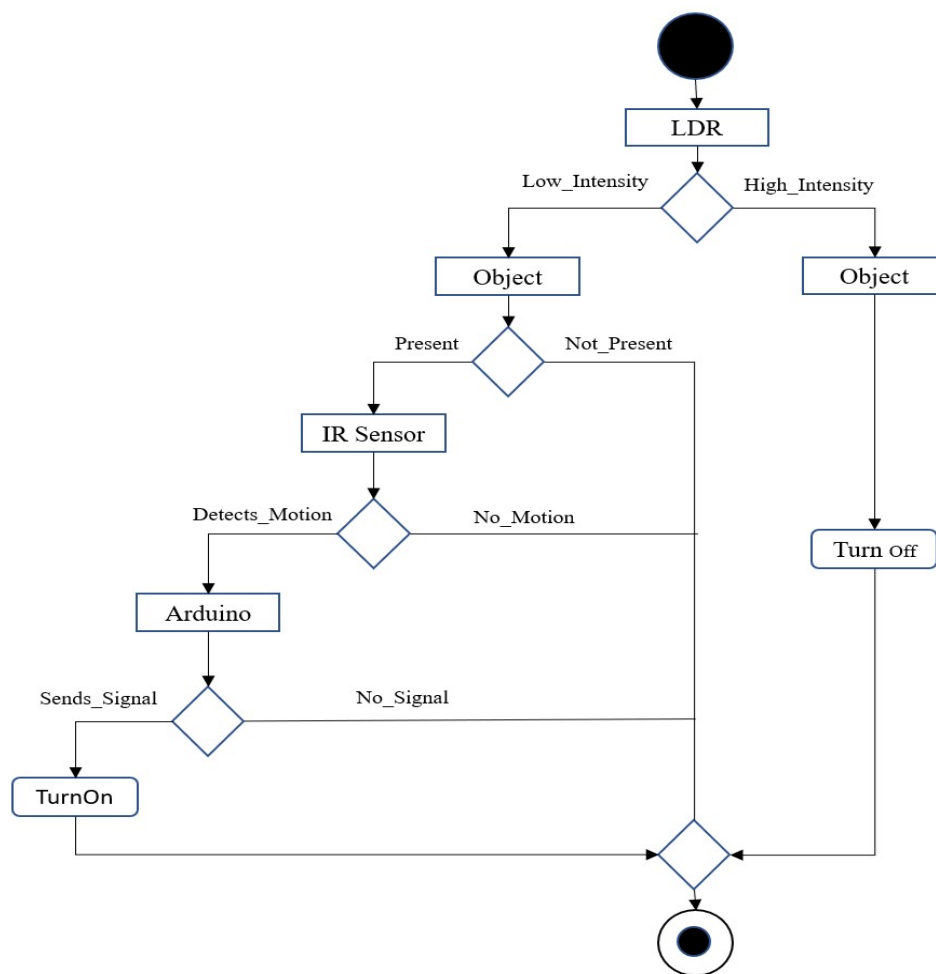 LDR
Low_Intensity
High_Intensity
Object
Object
Present
Not_Present
IR Sensor
Detects_Motion
No_Motion
Turn Off
Arduino
Sends_Signal
No_Signal
TurnOn